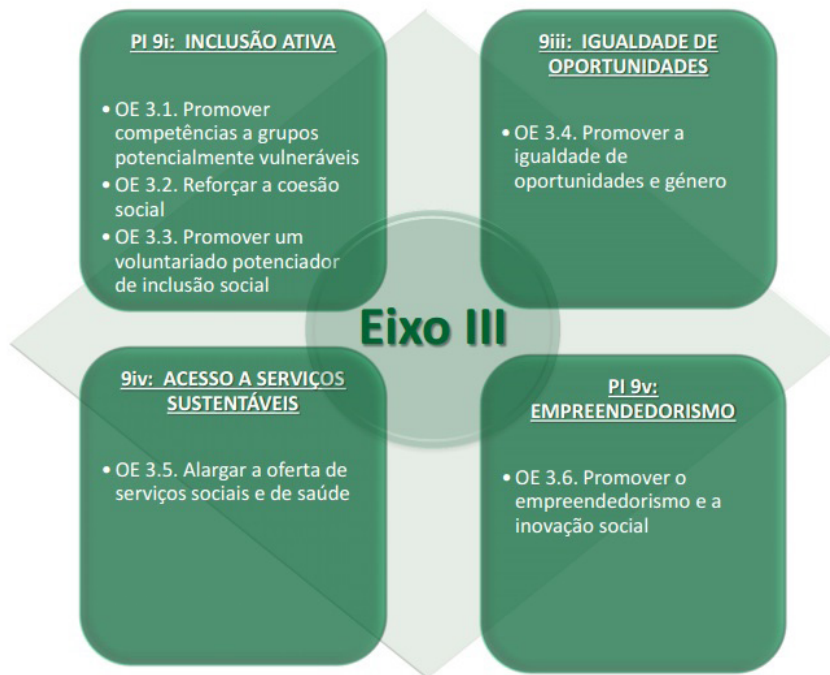 PI 9i: INCLUSÃO ATIVA
• OE 3.1. Promover
competências a grupos
potencialmente vulneráveis
• OE 3.2. Reforçar a coesão
social
• OE 3.3. Promover um
voluntariado potenciador
de inclusão social
9iii: IGUALDADE DE
OPORTUNIDADES
• OE 3.4. Promover a
igualdade de
oportunidades e género
Eixo III
9iv: ACESSO A SERVIÇOS
SUSTENTÁVEIS
• OE 3.5. Alargar a oferta de
serviços sociais e de saúde
PI 9v:
EMPREENDEDORISMO
• OE 3.6. Promover o
empreendedorismo e a
inovação social